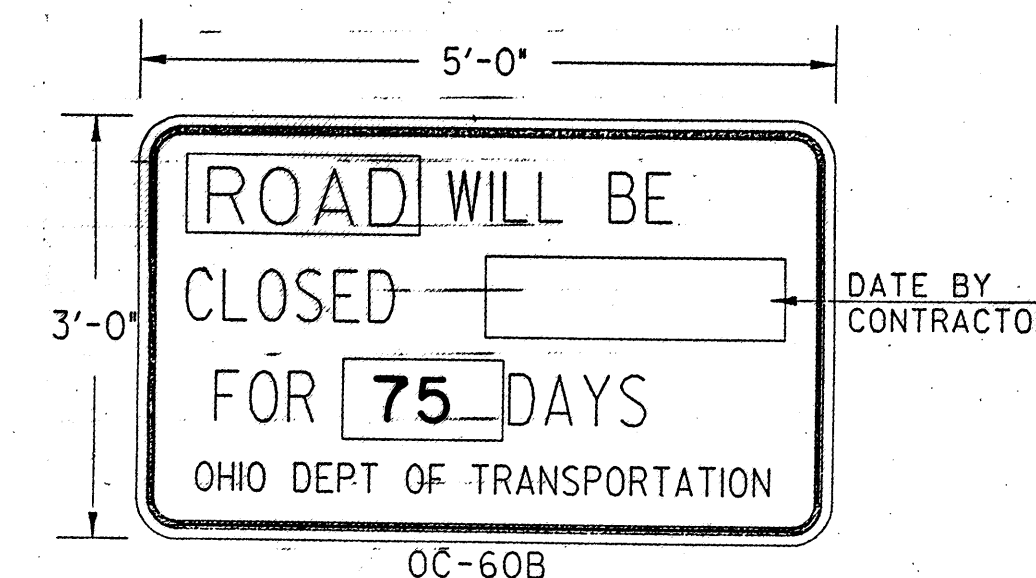 5'-0"
ROAD WILL BE
CLOSED
3'-0"
DATE BY
CONTRACTO
FOR 75 DAYS
OHIO DEPT OF TRANSPORTATION
OC-60B